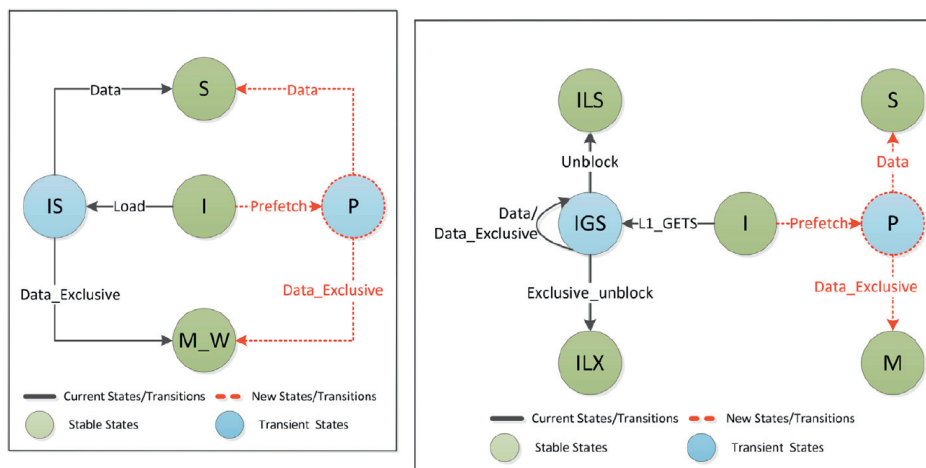 S
Data
Data
IS
Load
I
Prefetch
P
Data_Exclusive
Data_Exclusive
M_W
Current States/Transitions
New States/Transitions
Stable States
Transient States
ILS
S
Unblock
Data
Data/
Data_Exclusive
IGS
L1_GETS
I
Prefetch
P
Exclusive_unblock
Data_Exclusive
ILX
M
Current States/Transitions
New States/Transitions
Stable States
Transient States